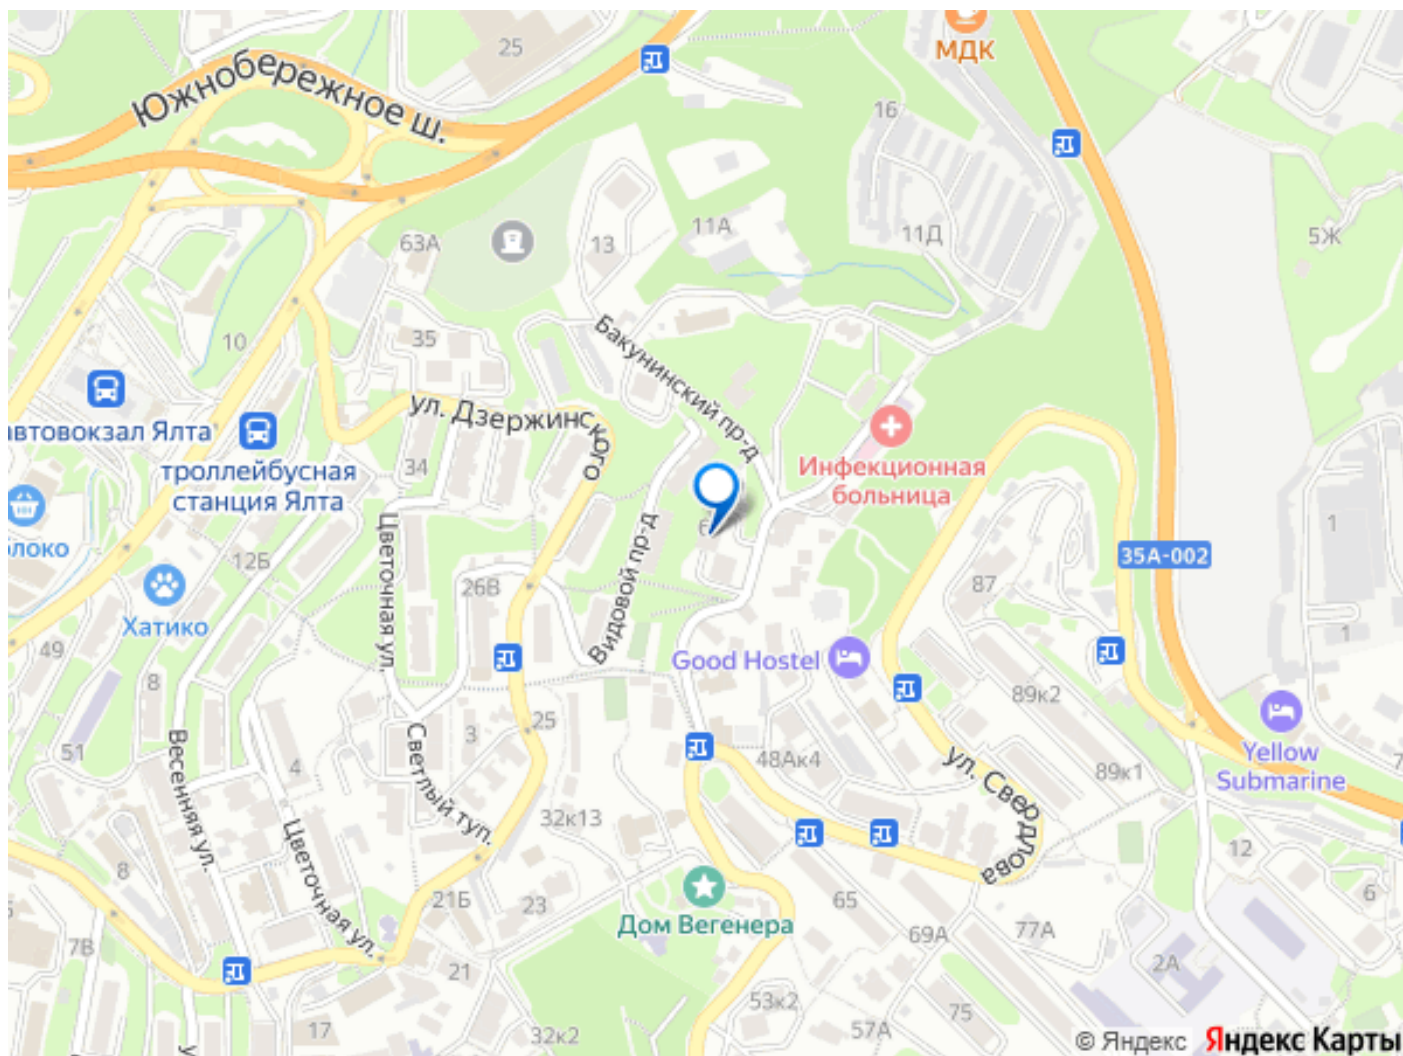 25
МДК
Южнобережное ш.
16
11А
11Д
5Ж
63А
13
10
35
Бакунинский пр-д
ул. Дзержинского
автовокзал Ялта
троллейбусная
станция Ялта
34
Инфекционная
больница
Цветочная ул.
Видовой пр-д
1
35А-002
12Б
26В
87
Хатико
49
8
Good Hostel
1
89к2
51
Весенняя ул.
3
25
Светлый туп.
48Ак4
ул. Свердлова
89к1
Yellow
Submarine
4
Цветочная ул.
32к13
12
8
21Б
23
Дом Вегенера
65
6
7В
69А
77А
21
2А
53к2
75
17
32к2
57А
© Яндекс
Яндекс Карты